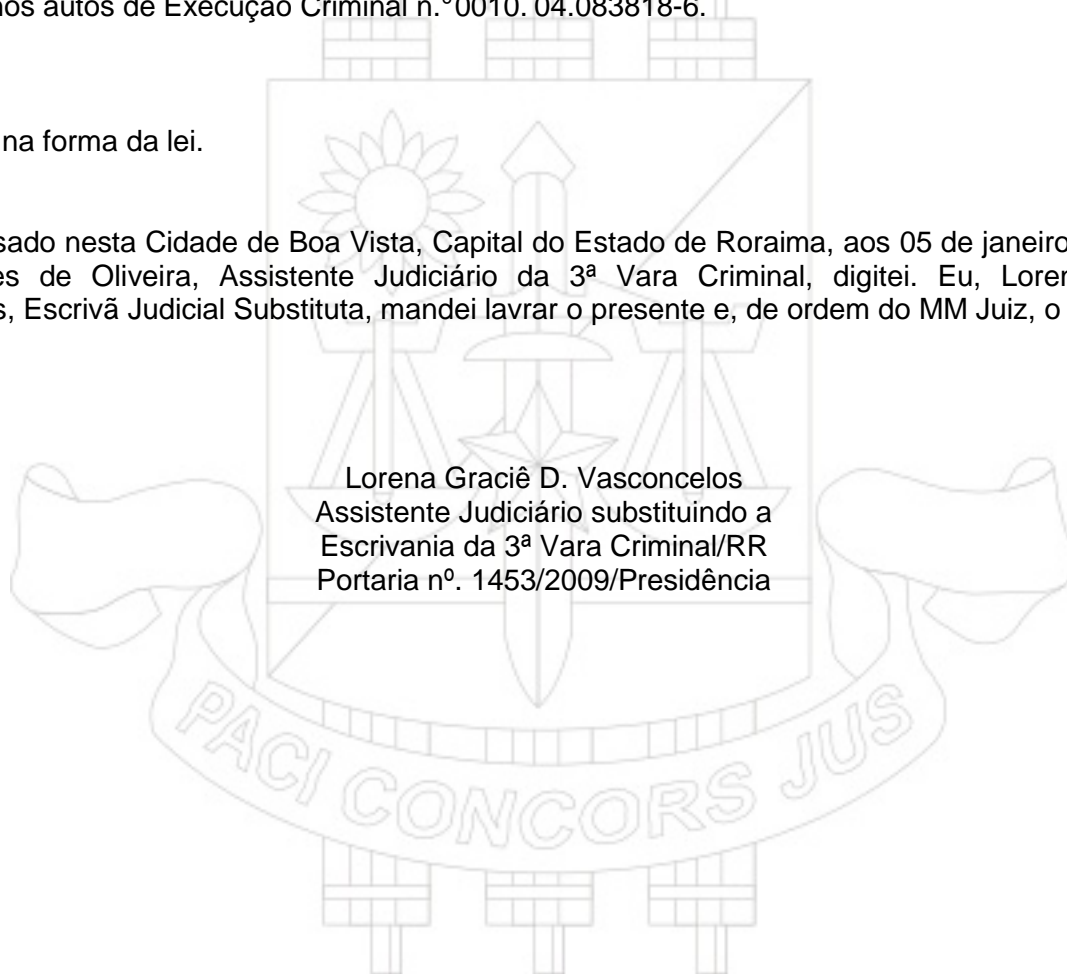 nos autos de Execução Criminal n.°0010. 04.083818-6.
na forma da lei.
sado nesta Cidade de Boa Vista, Capital do Estado de Roraima, aos 05 de janeiro
es de Oliveira, Assistente Judiciário da 3ª Vara Criminal, digitei. Eu, Loren
s, Escrivã Judicial Substituta, mandei lavrar o presente e, de ordem do MM Juiz, o
Lorena Graciê D. Vasconcelos
Assistente Judiciário substituindo a
Escrivania da 3ª Vara Criminal/RR
Portaria nº. 1453/2009/Presidência
PACI CONCORS JUS